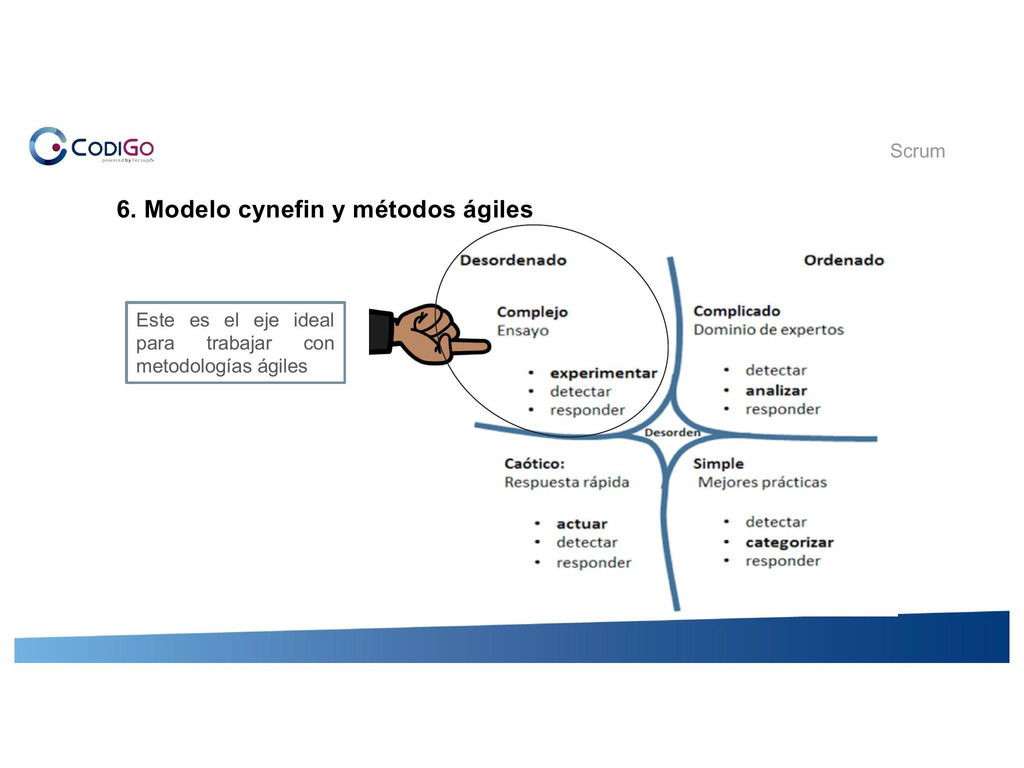 CODIGO
powered by Tecsup
Scrum
6. Modelo cynefin y métodos ágiles
Desordenado
Ordenado
Este es el eje ideal
para trabajar con
metodologías ágiles
Complejo
Ensayo
• experimentar
• detectar
• responder
Complicado
Dominio de expertos
• detectar
• analizar
• responder
Desorden
Caótico:
Respuesta rápida
• actuar
• detectar
• responder
Simple
Mejores prácticas
• detectar
• categorizar
• responder